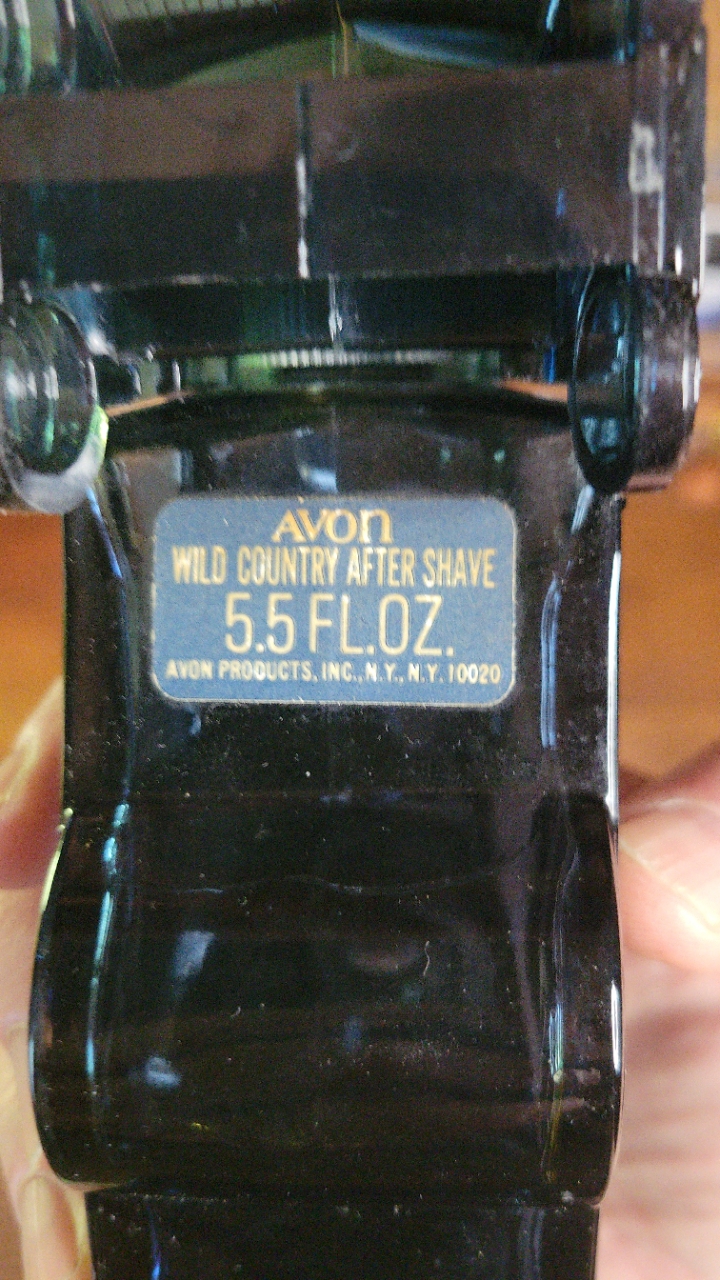 AVON
WILD COUNTRY AFTER SHAVE
5.5 FL.OZ.
AVON PRODUCTS, INC., N.Y., N.Y. 10020